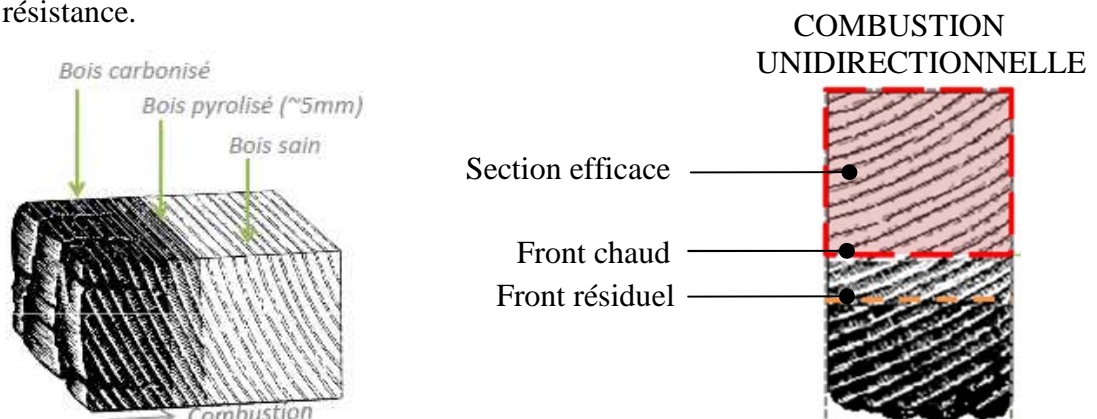 résistance.
COMBUSTION
UNIDIRECTIONNELLE
Bois carbonisé
Bois pyrolisé (~5mm)
Bois sain
Combustion
Section efficace
Front chaud
Front résiduel